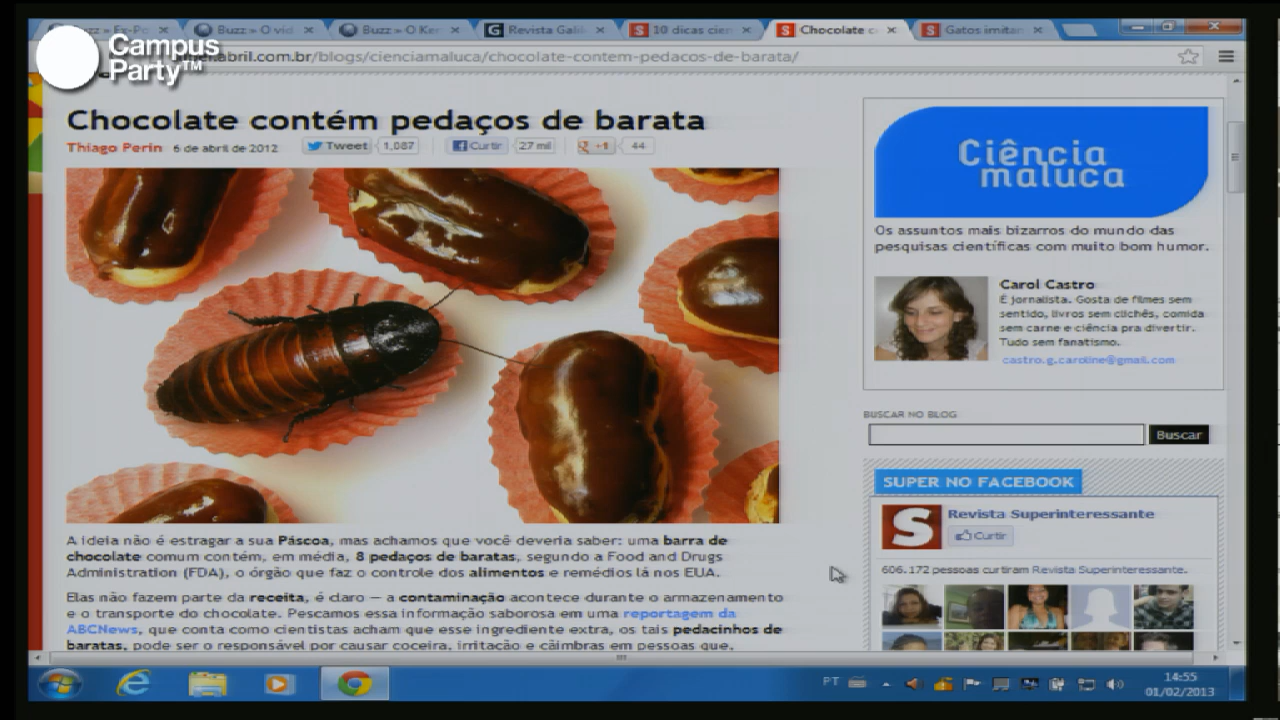 Campus
Party™
Buzz » O víd
Buzz » O Ker
Revista Galil
10 dicas cien
Chocolate c
Gatos imitan
abril.com.br/blogs/cienciamaluca/chocolate-contem-pedacos-de-barata/
Chocolate contém pedaços de barata
Thiago Perin 6 de abril de 2012 Tweet 1,087 Curtir 27 mil +1 44
A ideia não é estragar a sua Páscoa, mas achamos que você deveria saber: uma barra de
chocolate comum contém, em média, 8 pedaços de baratas, segundo a Food and Drugs
Administration (FDA), o órgão que faz o controle dos alimentos e remédios lá nos EUA.
Elas não fazem parte da receita, é claro — a contaminação acontece durante o armazenamento
e o transporte do chocolate. Pescamos essa informação saborosa em uma reportagem da
ABCNews, que conta como cientistas acham que esse ingrediente extra, os tais pedacinhos de
baratas, pode ser o responsável por causar coceira, irritação e cãimbras em pessoas que,
Ciência
maluca
Os assuntos mais bizarros do mundo das
pesquisas científicas com muito bom humor.
Carol Castro
É jornalista. Gosta de filmes sem
sentido, livros sem clichês, comida
sem carne e ciência pra divertir.
Tudo sem fanatismo.
castro.g.caroline@gmail.com
BUSCAR NO BLOG
Buscar
SUPER NO FACEBOOK
S
Revista Superinteressante
Curtir
606.172 pessoas curtiram Revista Superinteressante.
PT
14:55
01/02/2013